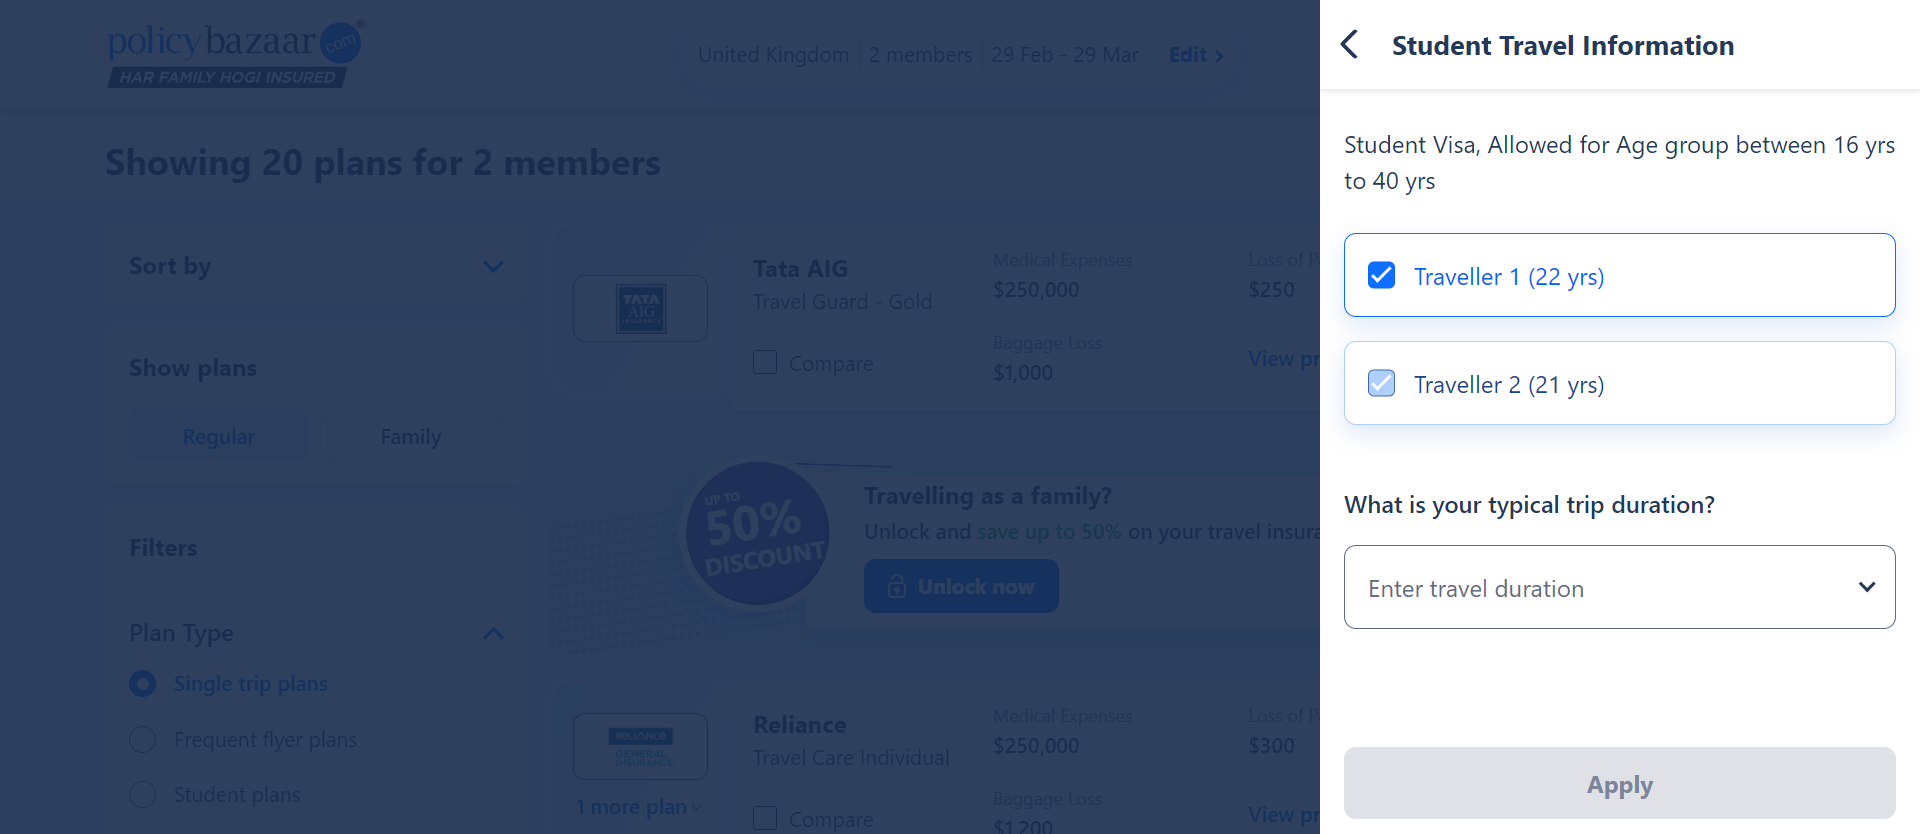 policybazaar.com
HAR FAMILY HOGI INSURED
United Kingdom 2 members 29 Feb - 29 Mar Edit
Showing 20 plans for 2 members
Sort by
Show plans
Regular Family
Filters
Plan Type
Single trip plans
Frequent flyer plans
Student plans
TATA
AIG
INSURANCE
Tata AIG
Travel Guard - Gold
Compare
Medical Expenses
$250,000
Baggage Loss
$1,000
Loss of P
$250
View pr
UP TO
50%
DISCOUNT
Travelling as a family?
Unlock and save up to 50% on your travel insura
Unlock now
RELIANCE
GENERAL
INSURANCE
1 more plan
Reliance
Travel Care Individual
Compare
Medical Expenses
$250,000
Baggage Loss
$1,200
Loss of P
$300
View pr
Student Travel Information
Student Visa, Allowed for Age group between 16 yrs
to 40 yrs
Traveller 1 (22 yrs)
Traveller 2 (21 yrs)
What is your typical trip duration?
Enter travel duration
Apply